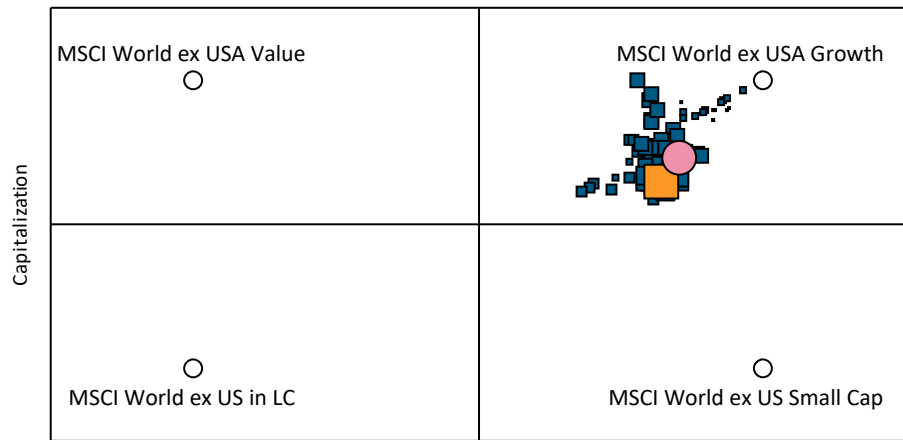 MSCI World ex USA Value
MSCI World ex USA Growth
Capitalization
MSCI World ex US in LC
MSCI World ex US Small Cap